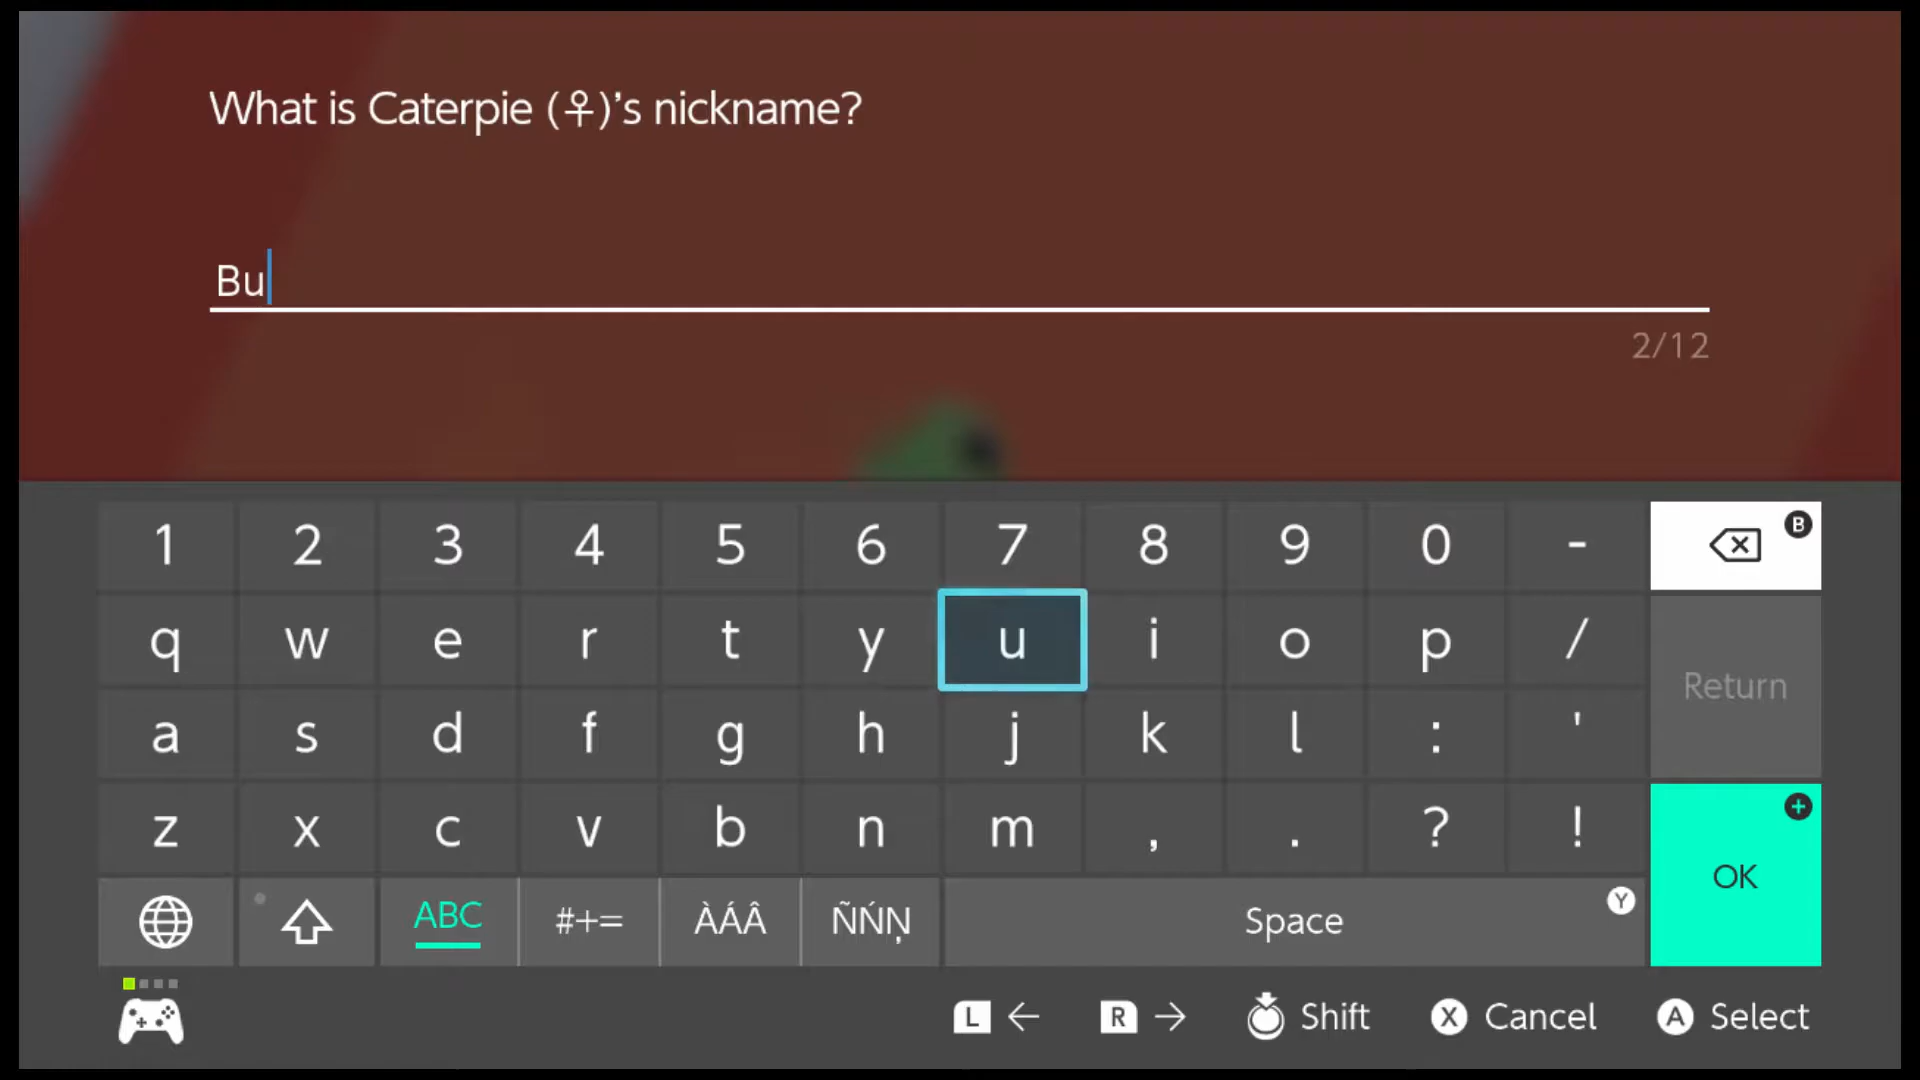 What is Caterpie (♀)'s nickname?
Bu
2/12
1 2 3 4 5 6 7 8 9 0 - B
q w e r t y u i o p / Return
a s d f g h j k l : '
z x c v b n m , . ? ! + OK
ABC #+= ÀÁÂ ÑŃŅ Space Y
L ← R → Shift X Cancel A Select